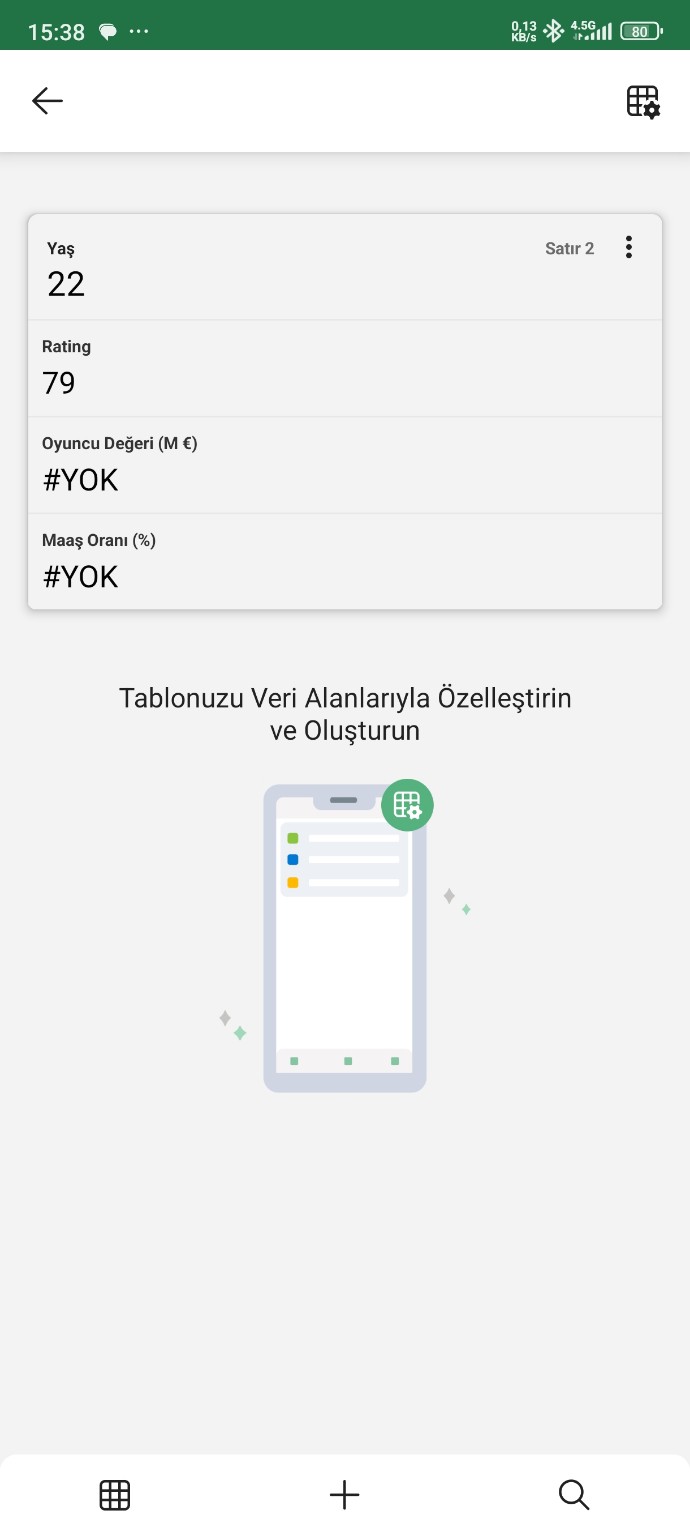 15:38
0,13
KB/s
4.5G
80
Yaş
Satır 2
22
Rating
79
Oyuncu Değeri (M €)
#YOK
Maaş Oranı (%)
#YOK
Tablonuzu Veri Alanlarıyla Özelleştirin
ve Oluşturun